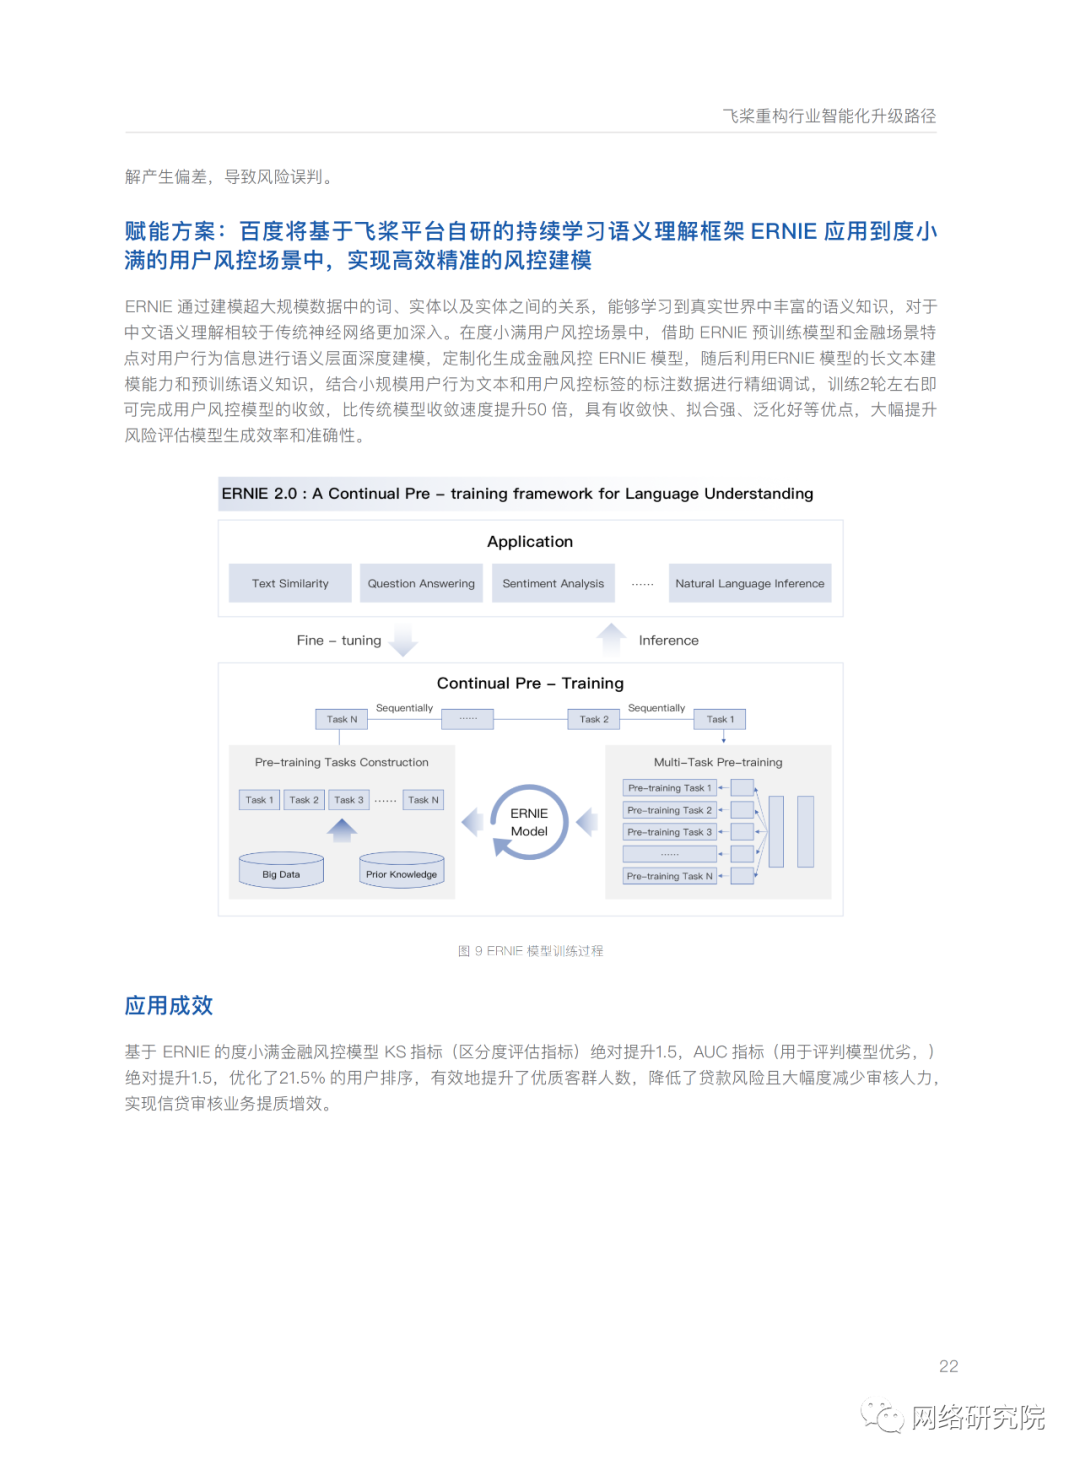 飞桨重构行业智能化升级路径
解产生偏差，导致风险误判。
赋能方案：百度将基于飞桨平台自研的持续学习语义理解框架 ERNIE 应用到度小
满的用户风控场景中，实现高效精准的风控建模
ERNIE 通过建模超大规模数据中的词、实体以及实体之间的关系，能够学习到真实世界中丰富的语义知识，对于
中文语义理解相较于传统神经网络更加深入。在度小满用户风控场景中，借助 ERNIE 预训练模型和金融场景特
点对用户行为信息进行语义层面深度建模，定制化生成金融风控 ERNIE 模型，随后利用ERNIE 模型的长文本建
模能力和预训练语义知识，结合小规模用户行为文本和用户风控标签的标注数据进行精细调试，训练2轮左右即
可完成用户风控模型的收敛，比传统模型收敛速度提升50 倍，具有收敛快、拟合强、泛化好等优点，大幅提升
风险评估模型生成效率和准确性。
ERNIE 2.0 : A Continual Pre – training framework for Language Understanding
Application
Text Similarity Question Answering Sentiment Analysis ······ Natural Language Inference
Fine – tuning Inference
Continual Pre – Training
Task N Sequentially ······ Task 2 Sequentially Task 1
Pre–training Tasks Construction
Task 1 Task 2 Task 3 ······ Task N
Big Data Prior Knowledge
ERNIE
Model
Multi–Task Pre–training
Pre–training Task 1
Pre–training Task 2
Pre–training Task 3
······
Pre–training Task N
图 9 ERNIE 模型训练过程
应用成效
基于 ERNIE 的度小满金融风控模型 KS 指标（区分度评估指标）绝对提升1.5，AUC 指标（用于评判模型优劣，）
绝对提升1.5，优化了21.5% 的用户排序，有效地提升了优质客群人数，降低了贷款风险且大幅度减少审核人力，
实现信贷审核业务提质增效。
22
网络研究院